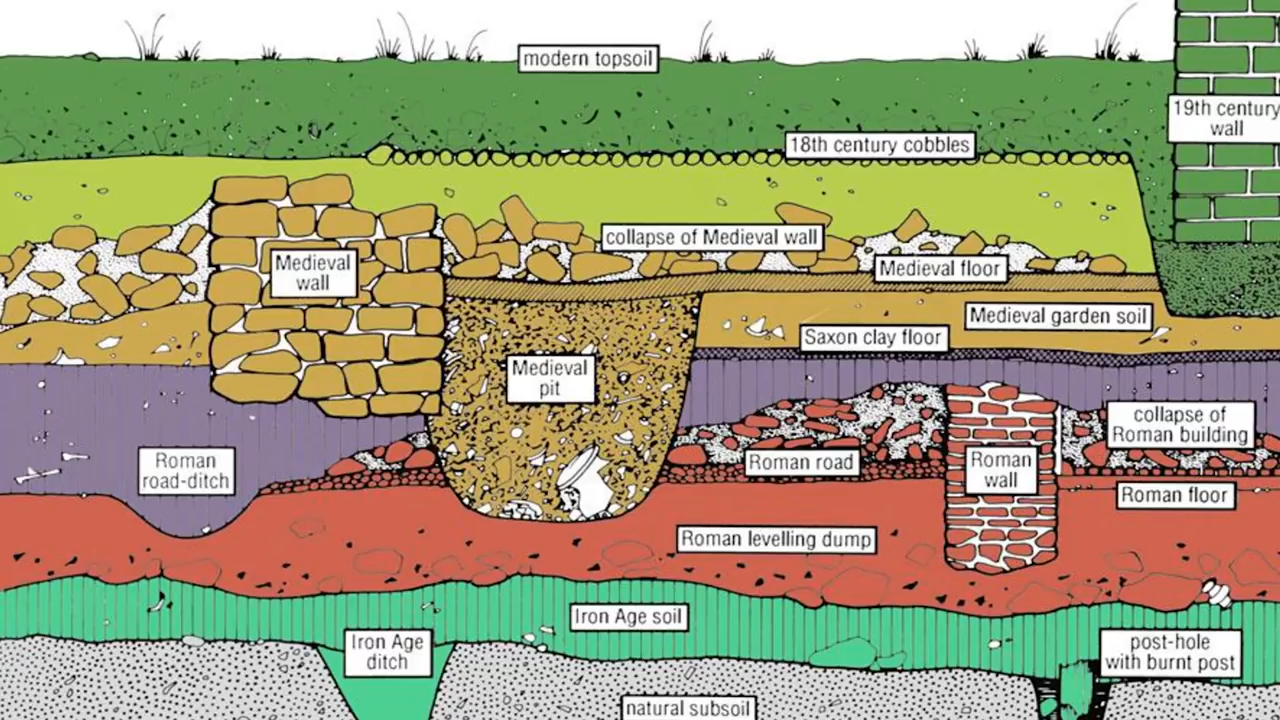 modern topsoil
19th century
wall
18th century cobbles
collapse of Medieval wall
Medieval
wall
Medieval floor
Medieval garden soil
Saxon clay floor
Medieval
pit
collapse of
Roman building
Roman
road-ditch
Roman road
Roman
wall
Roman floor
Roman levelling dump
Iron Age soil
Iron Age
ditch
post-hole
with burnt post
natural subsoil